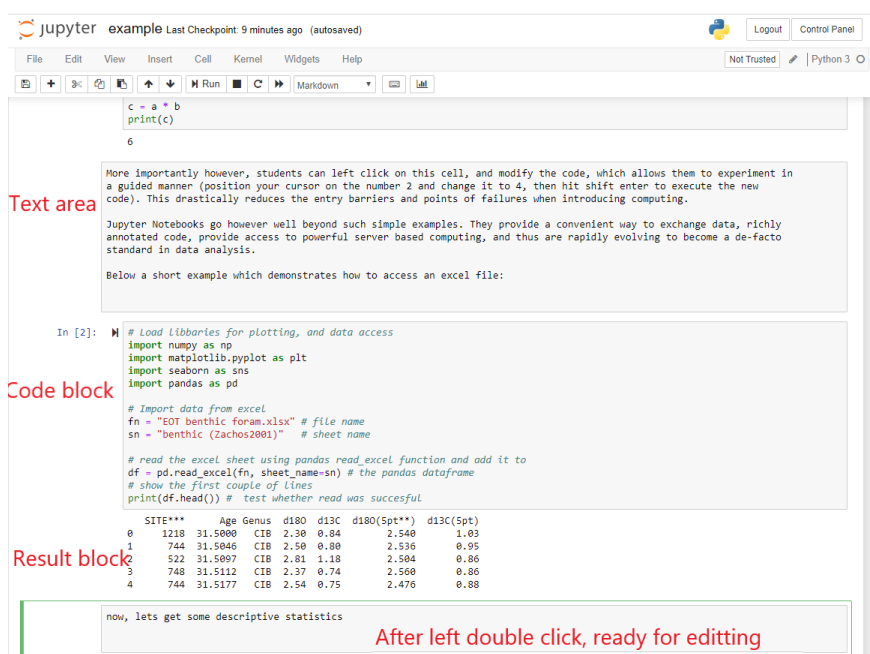 jupyter example Last Checkpoint: 9 minutes ago (autosaved) Logout Control Panel
File Edit View Insert Cell Kernel Widgets Help Not Trusted Python 3
Run Markdown
c = a * b
print(c)
6
More importantly however, students can left click on this cell, and modify the code, which allows them to experiment in
a guided manner (position your cursor on the number 2 and change it to 4, then hit shift enter to execute the new
Text area
code). This drastically reduces the entry barriers and points of failures when introducing computing.
Jupyter Notebooks go however well beyond such simple examples. They provide a convenient way to exchange data, richly
annotated code, provide access to powerful server based computing, and thus are rapidly evolving to become a de-facto
standard in data analysis.
Below a short example which demonstrates how to access an excel file:
In [2]:
# Load libbaries for plotting, and data access
import numpy as np
import matplotlib.pyplot as plt
import seaborn as sns
import pandas as pd
Code block
# Import data from excel
fn = "EOT benthic foram.xlsx" # file name
sn = "benthic (Zachos2001)" # sheet name
# read the excel sheet using pandas read_excel function and add it to
df = pd.read_excel(fn, sheet_name=sn) # the pandas dataframe
# show the first couple of lines
print(df.head()) # test whether read was succesful
SITE*** Age Genus d18O d13C d18O(5pt**) d13C(5pt)
0 1218 31.5000 CIB 2.30 0.84 2.540 1.03
1 744 31.5046 CIB 2.50 0.80 2.536 0.95
Result block
2 522 31.5097 CIB 2.81 1.18 2.504 0.86
3 748 31.5112 CIB 2.37 0.74 2.560 0.86
4 744 31.5177 CIB 2.54 0.75 2.476 0.88
now, lets get some descriptive statistics
After left double click, ready for editting